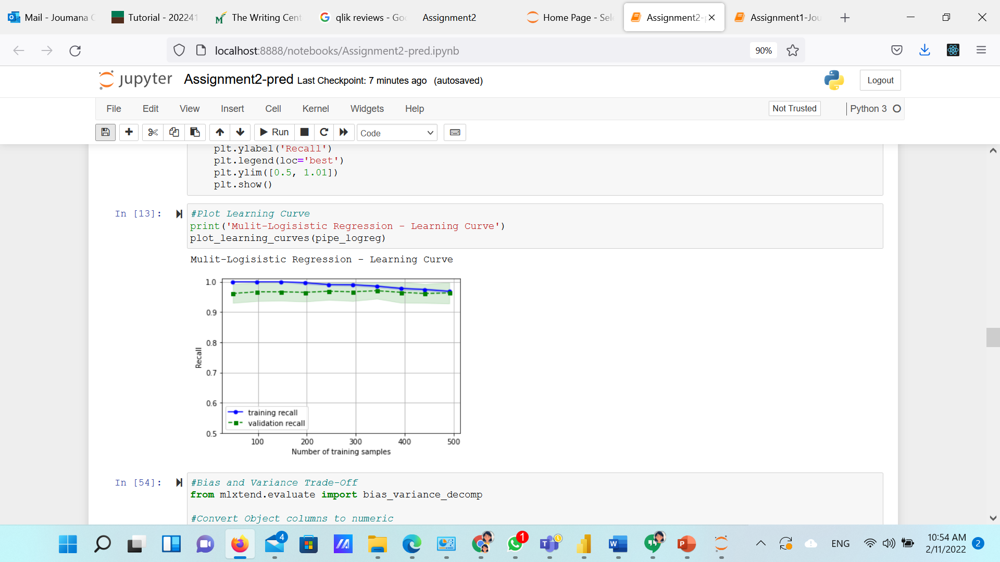 Mail - Joumana
Tutorial - 202241
The Writing Cent
qlik reviews - Goo
Assignment2
Home Page - Sel
Assignment2-
Assignment1-Jou
localhost:8888/notebooks/Assignment2-pred.ipynb
90%
jupyter Assignment2-pred Last Checkpoint: 7 minutes ago (autosaved)
Logout
File Edit View Insert Cell Kernel Widgets Help
Not Trusted
Python 3
Run
Code
plt.ylabel('Recall')
plt.legend(loc='best')
plt.ylim([0.5, 1.01])
plt.show()
In [13]:
#Plot Learning Curve
print('Mulit-Logisistic Regression - Learning Curve')
plot_learning_curves(pipe_logreg)
Mulit-Logisistic Regression - Learning Curve
1.0
0.9
0.8
0.7
0.6
0.5
Recall
training recall
validation recall
100 200 300 400 500
Number of training samples
In [54]:
#Bias and Variance Trade-Off
from mlxtend.evaluate import bias_variance_decomp
#Convert Object columns to numeric
4
1
ENG
10:54 AM
2/11/2022
2